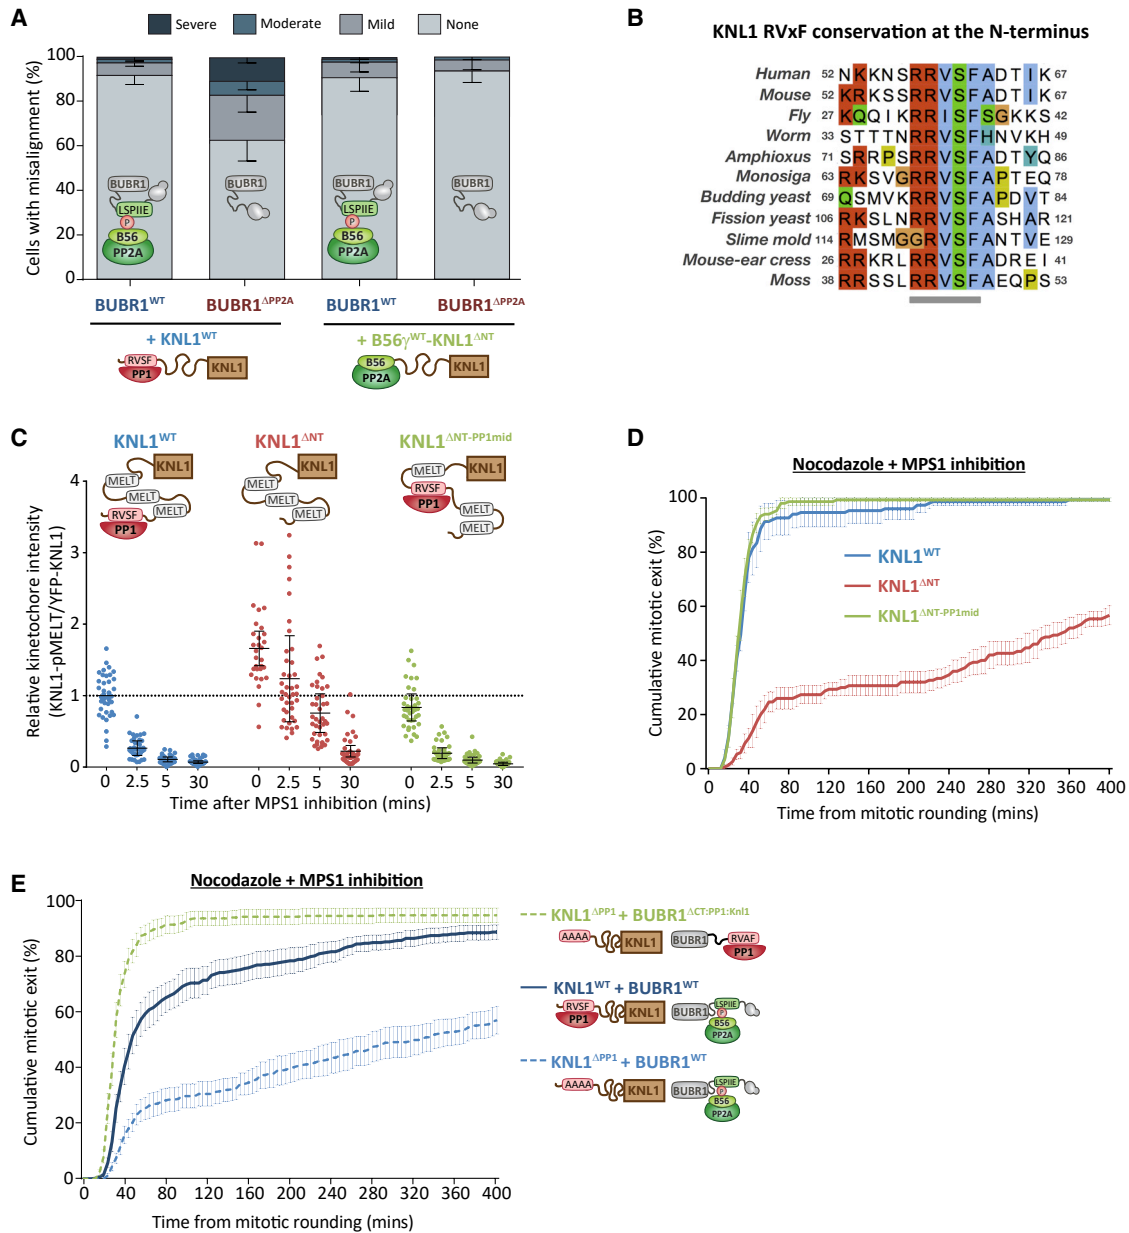 A
Severe Moderate Mild None
Cells with misalignment (%)
100
80
60
40
20
0
BUBR1 BUBR1 BUBR1 BUBR1
LSPIIE LSPIIE
P P
B56 B56
PP2A PP2A
BUBR1WT BUBR1ΔPP2A BUBR1WT BUBR1ΔPP2A
+ KNL1WT + B56γWT-KNL1ΔNT
RVSF PP1 KNL1 B56 PP2A KNL1
B
KNL1 RVxF conservation at the N-terminus
Human 52 NKKNSRRVSFADTIK 67
Mouse 52 KRKSSRRVSFADTIK 67
Fly 27 KQQIKRRISFSGKKS 42
Worm 33 STTTNRRVSFHNVKH 49
Amphioxus 71 SRRPSRRVSFADTYQ 86
Monosiga 63 RKSVGRRVSFAPTEQ 78
Budding yeast 69 QSMVKRRVSFAPDVT 84
Fission yeast 106 RKSLNRRVSFASHAR 121
Slime mold 114 RMSMGGRVSFANTVE 129
Mouse-ear cress 26 RRKRLRRVSFADREI 41
Moss 38 RRSSLRRVSFAEQPS 53
C
KNL1WT KNL1ΔNT KNL1ΔNT-PP1mid
KNL1 KNL1 KNL1
MELT MELT MELT
MELT MELT RVSF
RVSF MELT MELT PP1 MELT
PP1 MELT
Relative kinetochore intensity
(KNL1-pMELT/YFP-KNL1)
4
3
2
1
0
0 2.5 5 30 0 2.5 5 30 0 2.5 5 30
Time after MPS1 inhibition (mins)
D
Nocodazole + MPS1 inhibition
Cumulative mitotic exit (%)
100
80
60
40
20
0
KNL1WT
KNL1ΔNT
KNL1ΔNT-PP1mid
0 40 80 120 160 200 240 280 320 360 400
Time from mitotic rounding (mins)
E
Nocodazole + MPS1 inhibition
Cumulative mitotic exit (%)
100
80
60
40
20
0
0 40 80 120 160 200 240 280 320 360 400
Time from mitotic rounding (mins)
KNL1ΔPP1 + BUBR1ΔCT:PP1:Knl1
AAAA KNL1 BUBR1 RVAF
PP1
KNL1WT + BUBR1WT
RVSF KNL1 BUBR1 LSPIIE
PP1 P
B56
PP2A
KNL1ΔPP1 + BUBR1WT
AAAA KNL1 BUBR1 LSPIIE
P
B56
PP2A